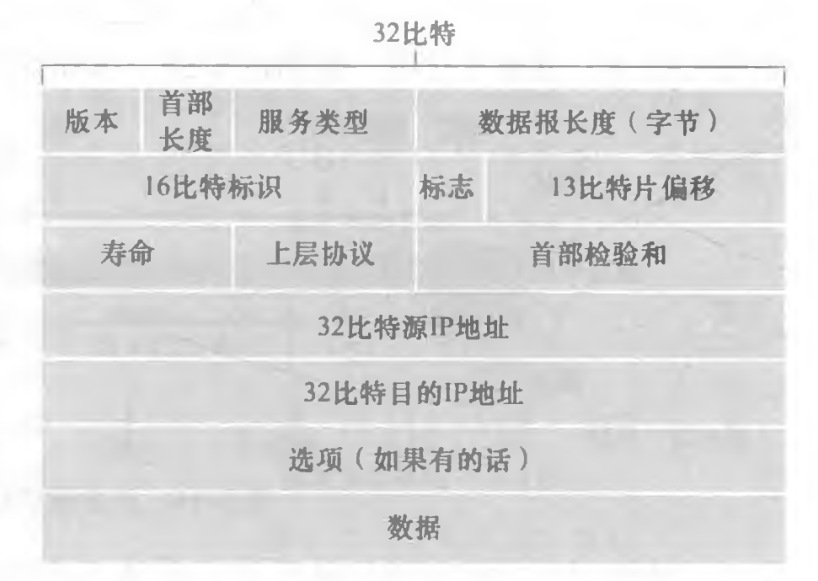 32比特
版本 首部长度 服务类型 数据报长度（字节）
16比特标识 标志 13比特片偏移
寿命 上层协议 首部检验和
32比特源IP地址
32比特目的IP地址
选项（如果有的话）
数据